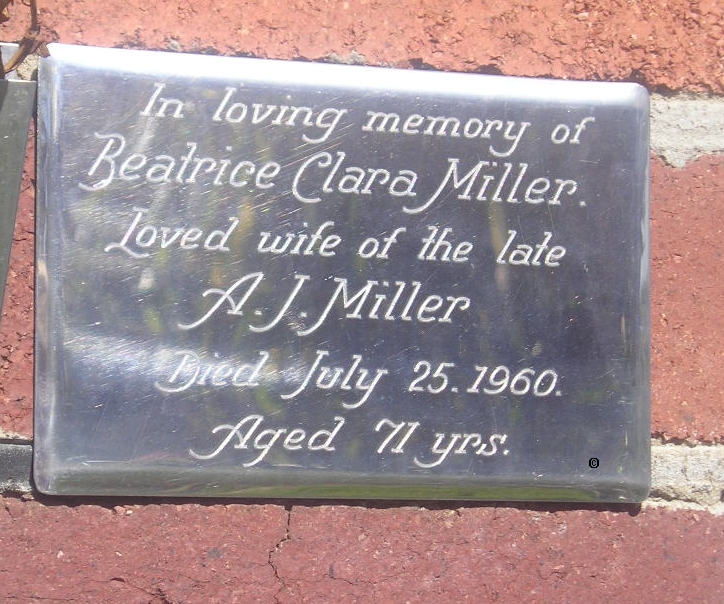 In loving memory of
Beatrice Clara Miller.
Loved wife of the late
A. J. Miller
Died July 25. 1960.
Aged 71 yrs.
©